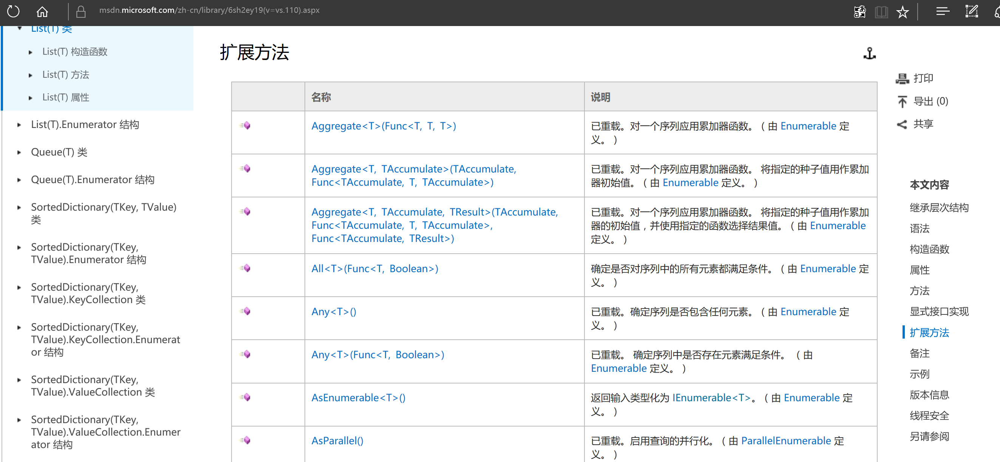 msdn.microsoft.com/zh-cn/library/6sh2ey19(v=vs.110).aspx
List(T) 类
List(T) 构造函数
List(T) 方法
List(T) 属性
List(T).Enumerator 结构
Queue(T) 类
Queue(T).Enumerator 结构
SortedDictionary(TKey, TValue)
类
SortedDictionary(TKey,
TValue).Enumerator 结构
SortedDictionary(TKey,
TValue).KeyCollection 类
SortedDictionary(TKey,
TValue).KeyCollection.Enumerat
or 结构
SortedDictionary(TKey,
TValue).ValueCollection 类
SortedDictionary(TKey,
TValue).ValueCollection.Enumer
ator 结构
扩展方法
名称
说明
Aggregate<T>(Func<T, T, T>)
已重载。对一个序列应用累加器函数。（由 Enumerable 定
义。）
Aggregate<T, TAccumulate>(TAccumulate,
Func<TAccumulate, T, TAccumulate>)
已重载。对一个序列应用累加器函数。 将指定的种子值用作累加
器初始值。（由 Enumerable 定义。）
Aggregate<T, TAccumulate, TResult>(TAccumulate,
Func<TAccumulate, T, TAccumulate>,
Func<TAccumulate, TResult>)
已重载。对一个序列应用累加器函数。 将指定的种子值用作累加
器的初始值，并使用指定的函数选择结果值。（由 Enumerable
定义。）
All<T>(Func<T, Boolean>)
确定是否对序列中的所有元素都满足条件。（由 Enumerable 定
义。）
Any<T>()
已重载。确定序列是否包含任何元素。（由 Enumerable 定
义。）
Any<T>(Func<T, Boolean>)
已重载。 确定序列中是否存在元素满足条件。 （由
Enumerable 定义。）
AsEnumerable<T>()
返回输入类型化为 IEnumerable<T>。（由 Enumerable 定
义。）
AsParallel()
已重载。启用查询的并行化。（由 ParallelEnumerable 定
义。）
打印
导出 (0)
共享
本文内容
继承层次结构
语法
构造函数
属性
方法
显式接口实现
扩展方法
备注
示例
版本信息
线程安全
另请参阅